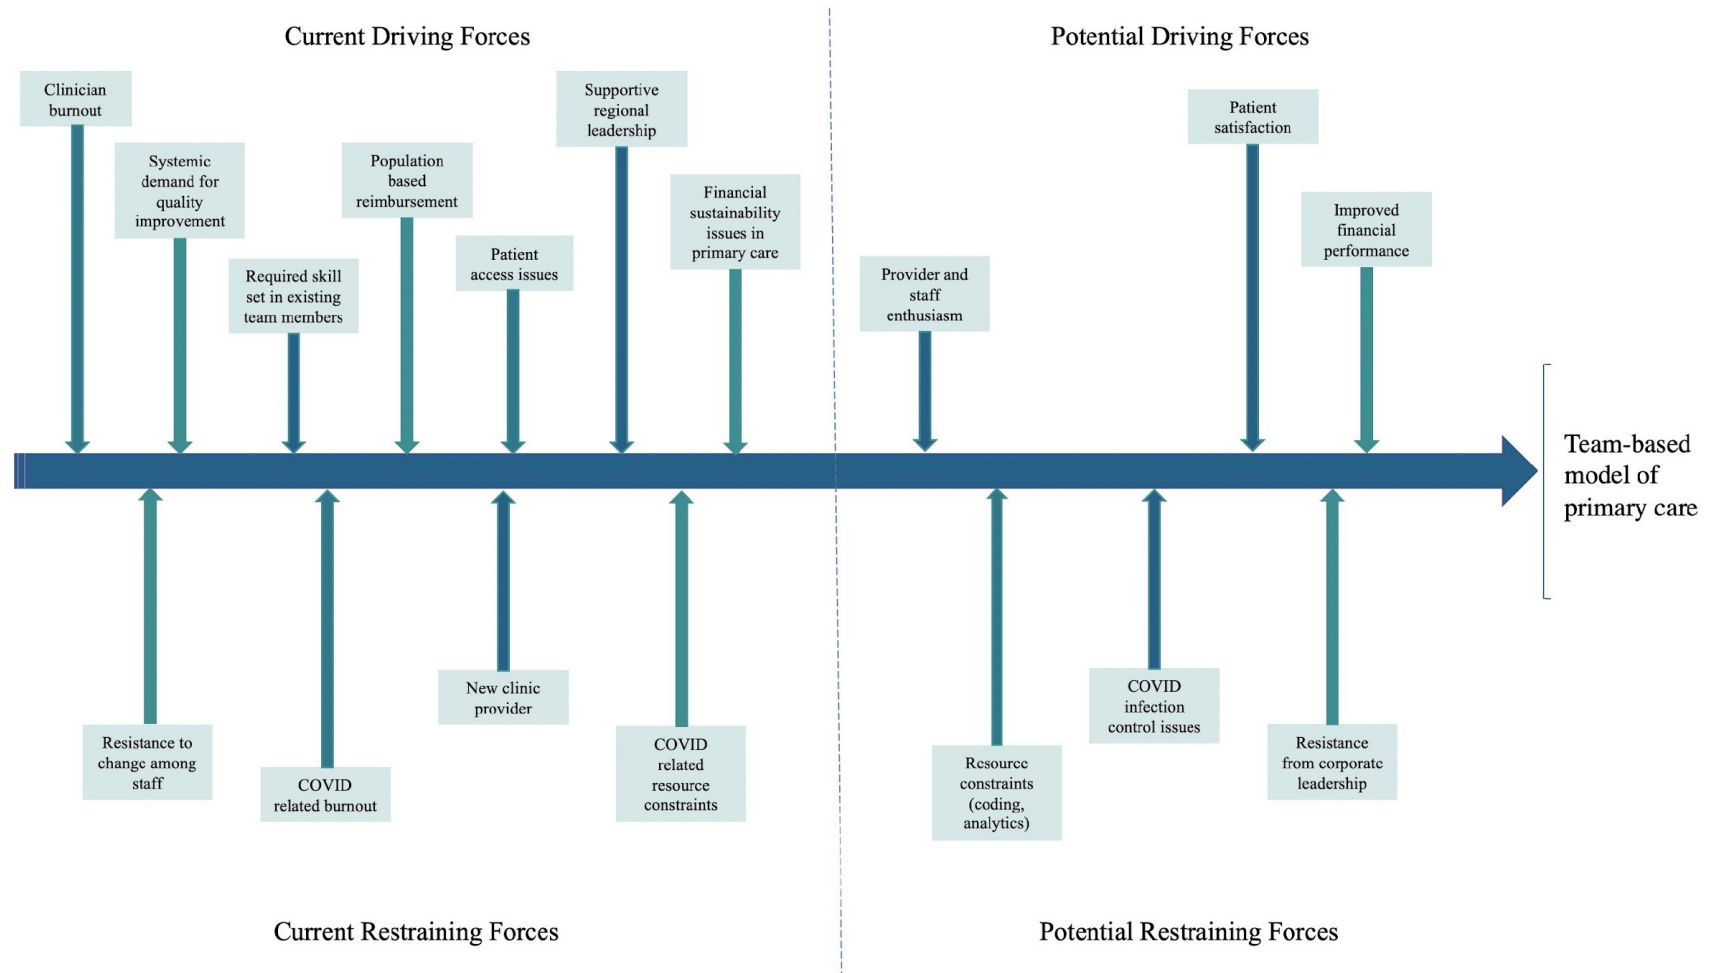 Current Driving Forces
Potential Driving Forces
Clinician
burnout
Systemic
demand for
quality
improvement
Required skill
set in existing
team members
Population
based
reimbursement
Patient
access issues
Supportive
regional
leadership
Financial
sustainability
issues in
primary care
Provider and
staff
enthusiasm
Patient
satisfaction
Improved
financial
performance
Team-based
model of
primary care
Resistance to
change among
staff
COVID
related burnout
New clinic
provider
COVID
related
resource
constraints
Resource
constraints
(coding,
analytics)
COVID
infection
control issues
Resistance
from corporate
leadership
Current Restraining Forces
Potential Restraining Forces